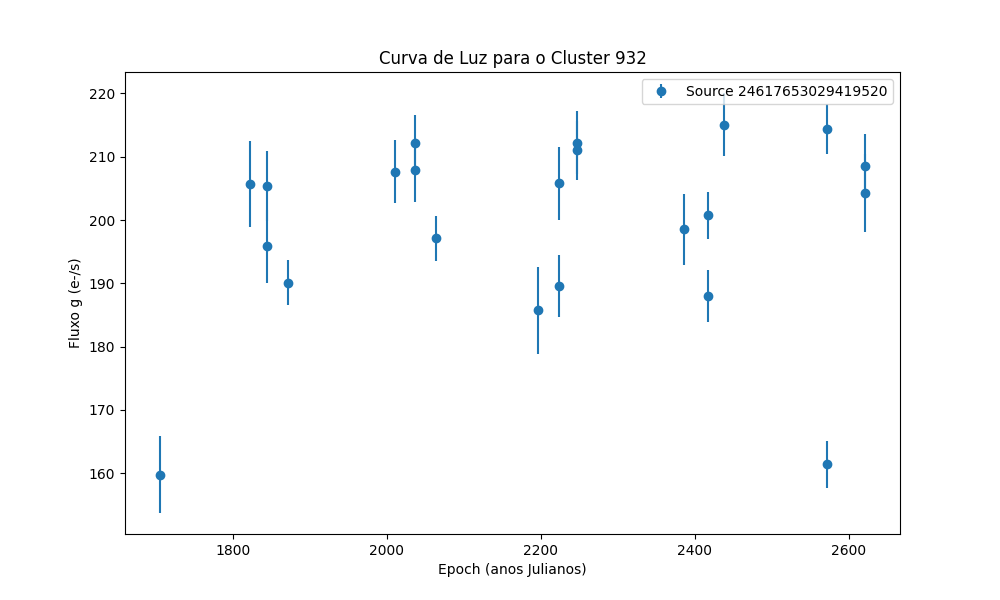 Curva de Luz para o Cluster 932
Source 24617653029419520
220
210
200
190
180
170
160
Fluxo g (e-/s)
1800 2000 2200 2400 2600
Epoch (anos Julianos)